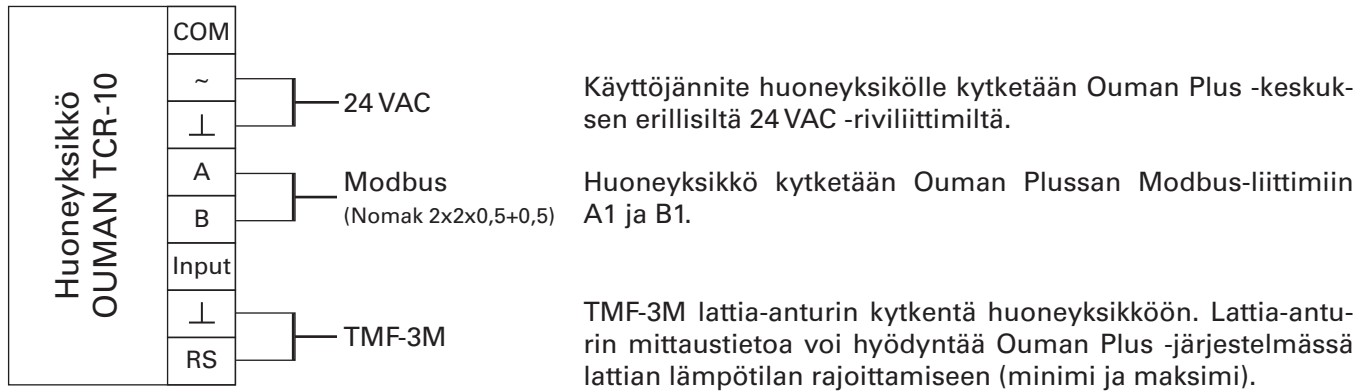 Huoneyksikkö
OUMAN TCR-10
COM
~
⊥
A
B
Input
⊥
RS
24 VAC
Modbus
(Nomak 2x2x0,5+0,5)
TMF-3M
Käyttöjännite huoneyksikölle kytketään Ouman Plus -keskuk-
sen erillisiltä 24 VAC -riviliittimiltä.
Huoneyksikkö kytketään Ouman Plussan Modbus-liittimiin
A1 ja B1.
TMF-3M lattia-anturin kytkentä huoneyksikköön. Lattia-antu-
rin mittaustietoa voi hyödyntää Ouman Plus -järjestelmässä
lattian lämpötilan rajoittamiseen (minimi ja maksimi).